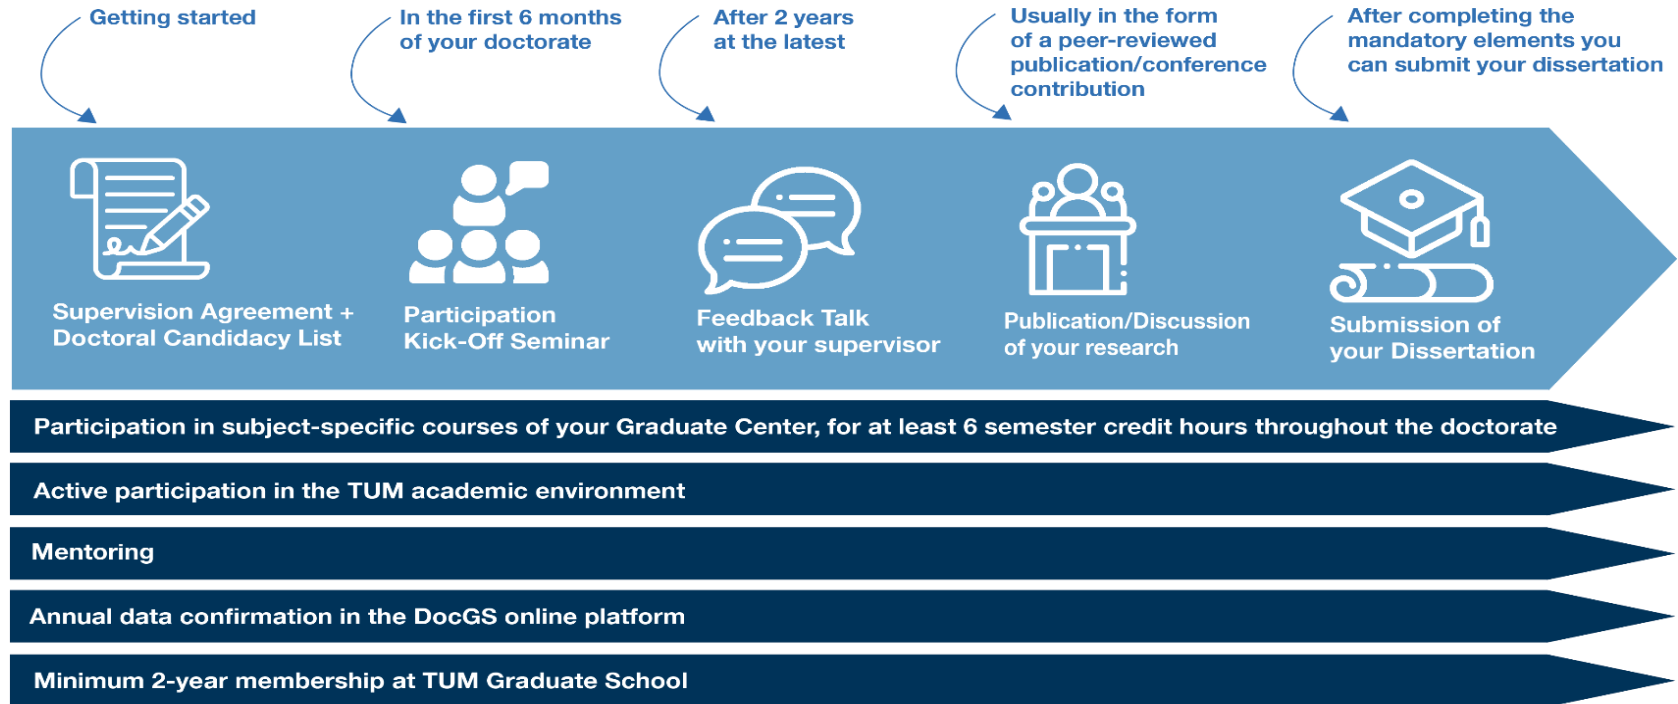 Getting started
In the first 6 months
of your doctorate
After 2 years
at the latest
Usually in the form
of a peer-reviewed
publication/conference
contribution
After completing the
mandatory elements you
can submit your dissertation
Supervision Agreement +
Doctoral Candidacy List
Participation
Kick-Off Seminar
Feedback Talk
with your supervisor
Publication/Discussion
of your research
Submission of
your Dissertation
Participation in subject-specific courses of your Graduate Center, for at least 6 semester credit hours throughout the doctorate
Active participation in the TUM academic environment
Mentoring
Annual data confirmation in the DocGS online platform
Minimum 2-year membership at TUM Graduate School